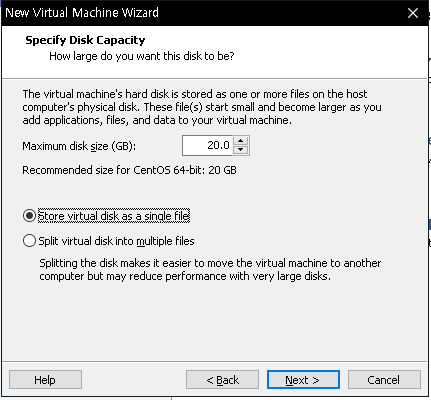 New Virtual Machine Wizard
Specify Disk Capacity
How large do you want this disk to be?
The virtual machine's hard disk is stored as one or more files on the host
computer's physical disk. These file(s) start small and become larger as you
add applications, files, and data to your virtual machine.
Maximum disk size (GB): 20.0
Recommended size for CentOS 64-bit: 20 GB
Store virtual disk as a single file
Split virtual disk into multiple files
Splitting the disk makes it easier to move the virtual machine to another
computer but may reduce performance with very large disks.
Help < Back Next > Cancel